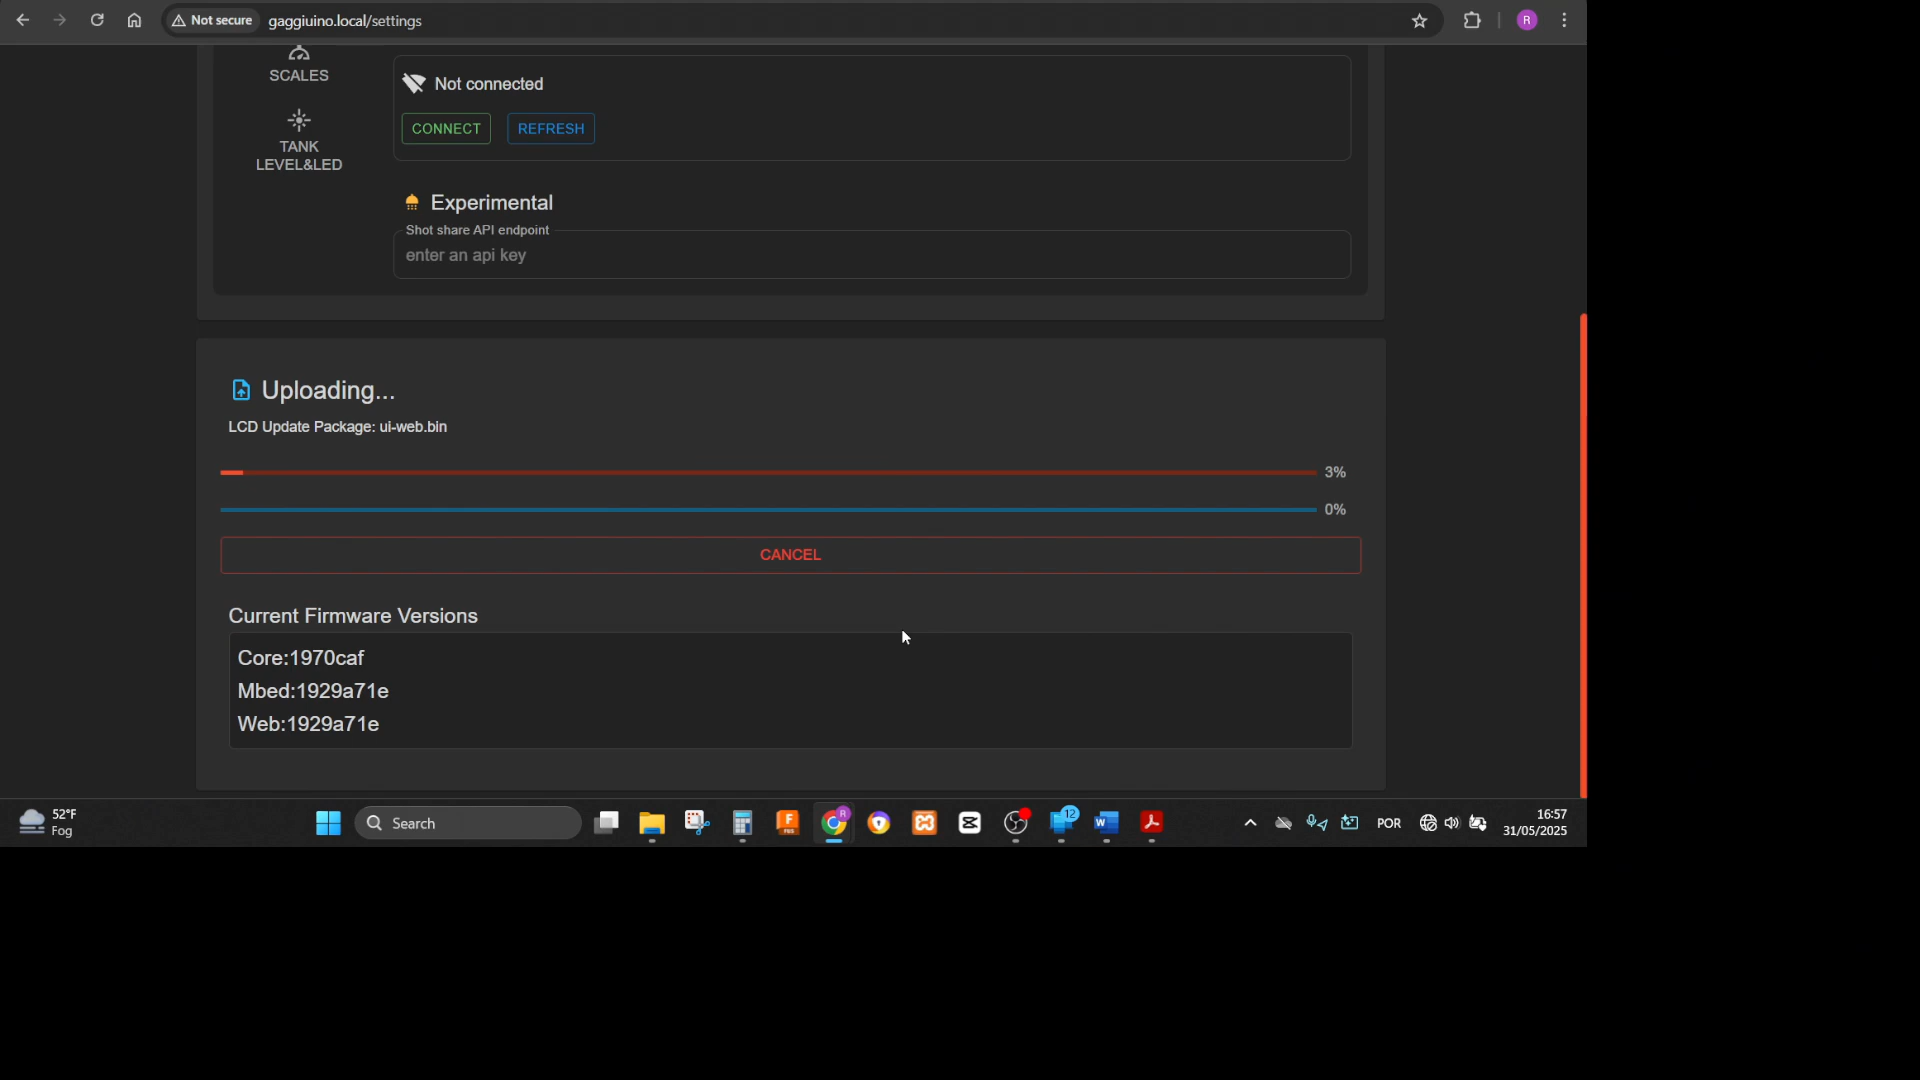 Not secure
gaggiuino.local/settings
R
SCALES
TANK
LEVEL&LED
Not connected
CONNECT
REFRESH
Experimental
Shot share API endpoint
enter an api key
Uploading...
LCD Update Package: ui-web.bin
3%
0%
CANCEL
Current Firmware Versions
Core:1970caf
Mbed:1929a71e
Web:1929a71e
52°F
Fog
Search
F
R
12
W
POR
16:57
31/05/2025